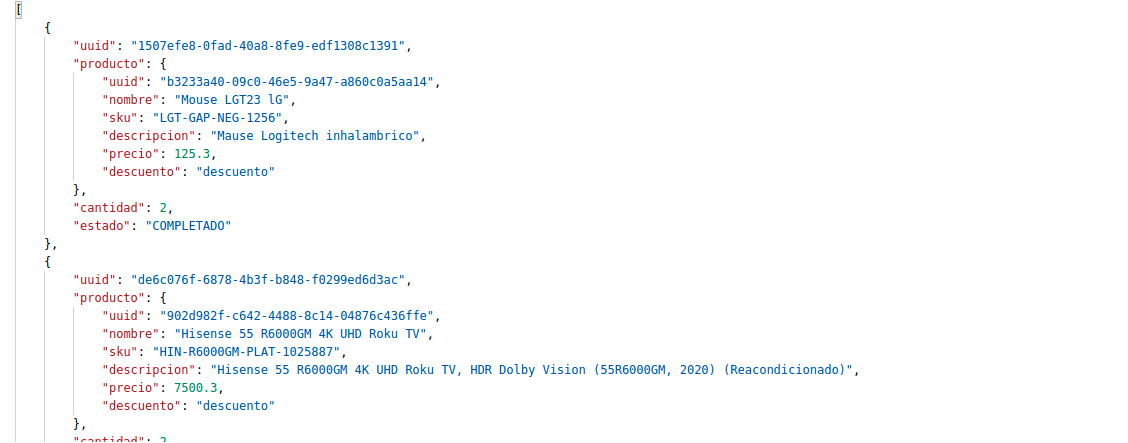 [
{
"uuid": "1507efe8-0fad-40a8-8fe9-edf1308c1391",
"producto": {
"uuid": "b3233a40-09c0-46e5-9a47-a860c0a5aa14",
"nombre": "Mouse LGT23 lG",
"sku": "LGT-GAP-NEG-1256",
"descripcion": "Mause Logitech inhalambrico",
"precio": 125.3,
"descuento": "descuento"
},
"cantidad": 2,
"estado": "COMPLETADO"
},
{
"uuid": "de6c076f-6878-4b3f-b848-f0299ed6d3ac",
"producto": {
"uuid": "902d982f-c642-4488-8c14-04876c436ffe",
"nombre": "Hisense 55 R6000GM 4K UHD Roku TV",
"sku": "HIN-R6000GM-PLAT-1025887",
"descripcion": "Hisense 55 R6000GM 4K UHD Roku TV, HDR Dolby Vision (55R6000GM, 2020) (Reacondicionado)",
"precio": 7500.3,
"descuento": "descuento"
},
"cantidad": 2